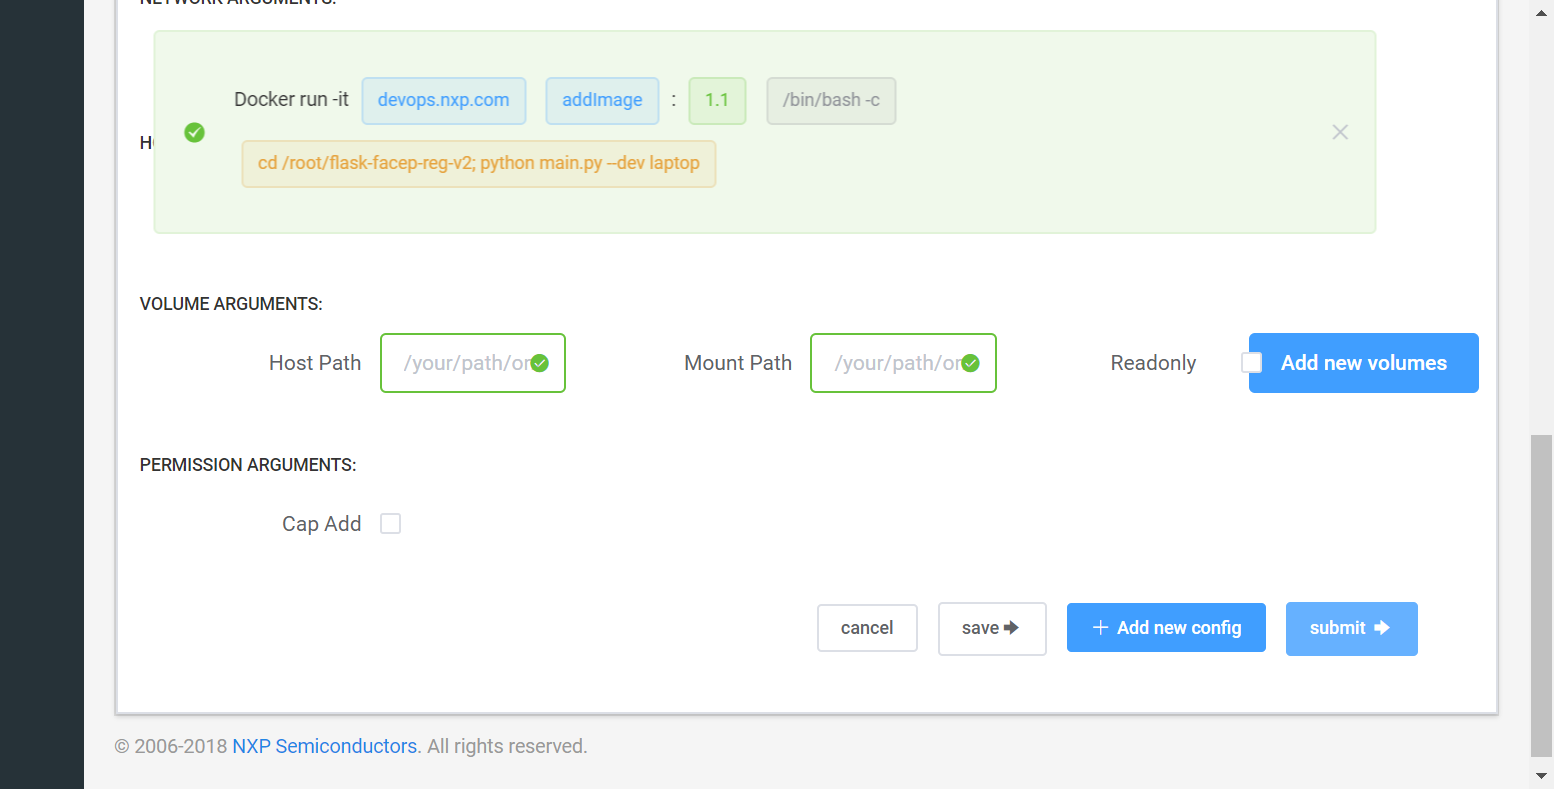 NETWORK ARGUMENTS:
Docker run -it devops.nxp.com addImage : 1.1 /bin/bash -c
cd /root/flask-facep-reg-v2; python main.py --dev laptop
VOLUME ARGUMENTS:
Host Path /your/path/or Mount Path /your/path/or Readonly Add new volumes
PERMISSION ARGUMENTS:
Cap Add
cancel save Add new config submit
© 2006-2018 NXP Semiconductors. All rights reserved.